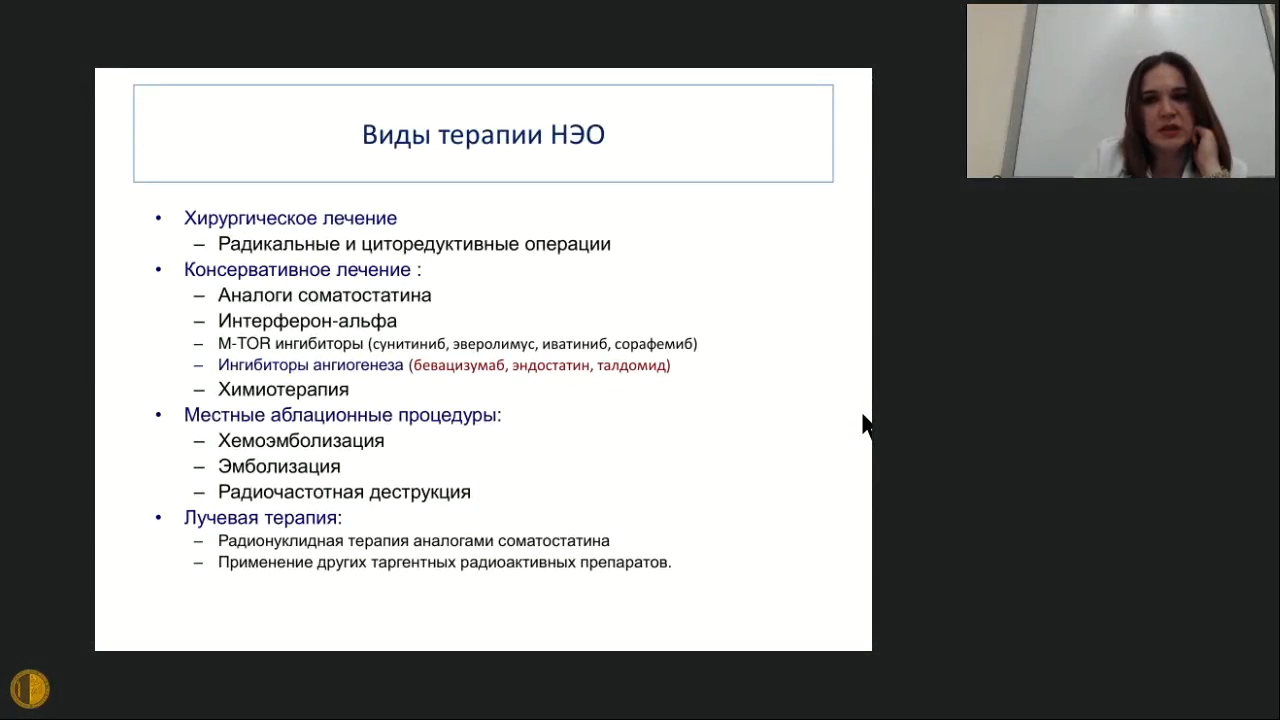 Виды терапии НЭО
• Хирургическое лечение
– Радикальные и циторедуктивные операции
• Консервативное лечение :
– Аналоги соматостатина
– Интерферон-альфа
– M-TOR ингибиторы (сунитиниб, эверолимус, иватиниб, сорафемиб)
– Ингибиторы ангиогенеза (бевацизумаб, эндостатин, талдомид)
– Химиотерапия
• Местные аблационные процедуры:
– Хемоэмболизация
– Эмболизация
– Радиочастотная деструкция
• Лучевая терапия:
– Радионуклидная терапия аналогами соматостатина
– Применение других таргентных радиоактивных препаратов.